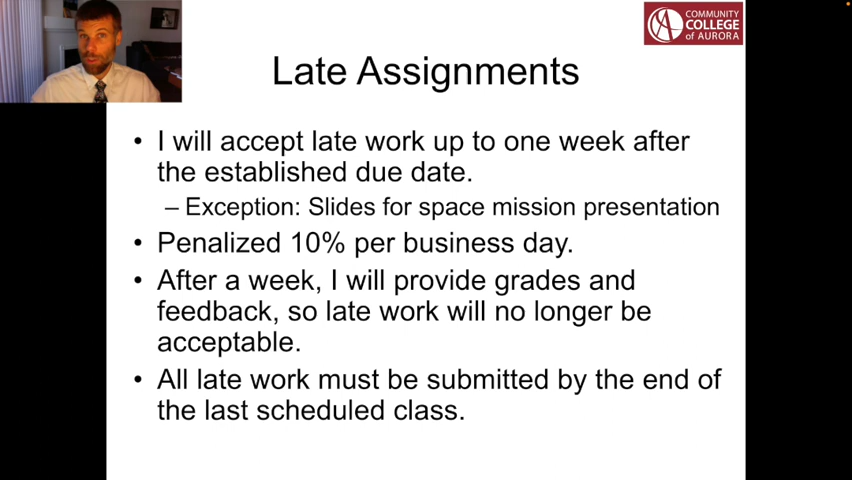 COMMUNITY
COLLEGE
of AURORA
Late Assignments
• I will accept late work up to one week after
the established due date.
– Exception: Slides for space mission presentation
• Penalized 10% per business day.
• After a week, I will provide grades and
feedback, so late work will no longer be
acceptable.
• All late work must be submitted by the end of
the last scheduled class.